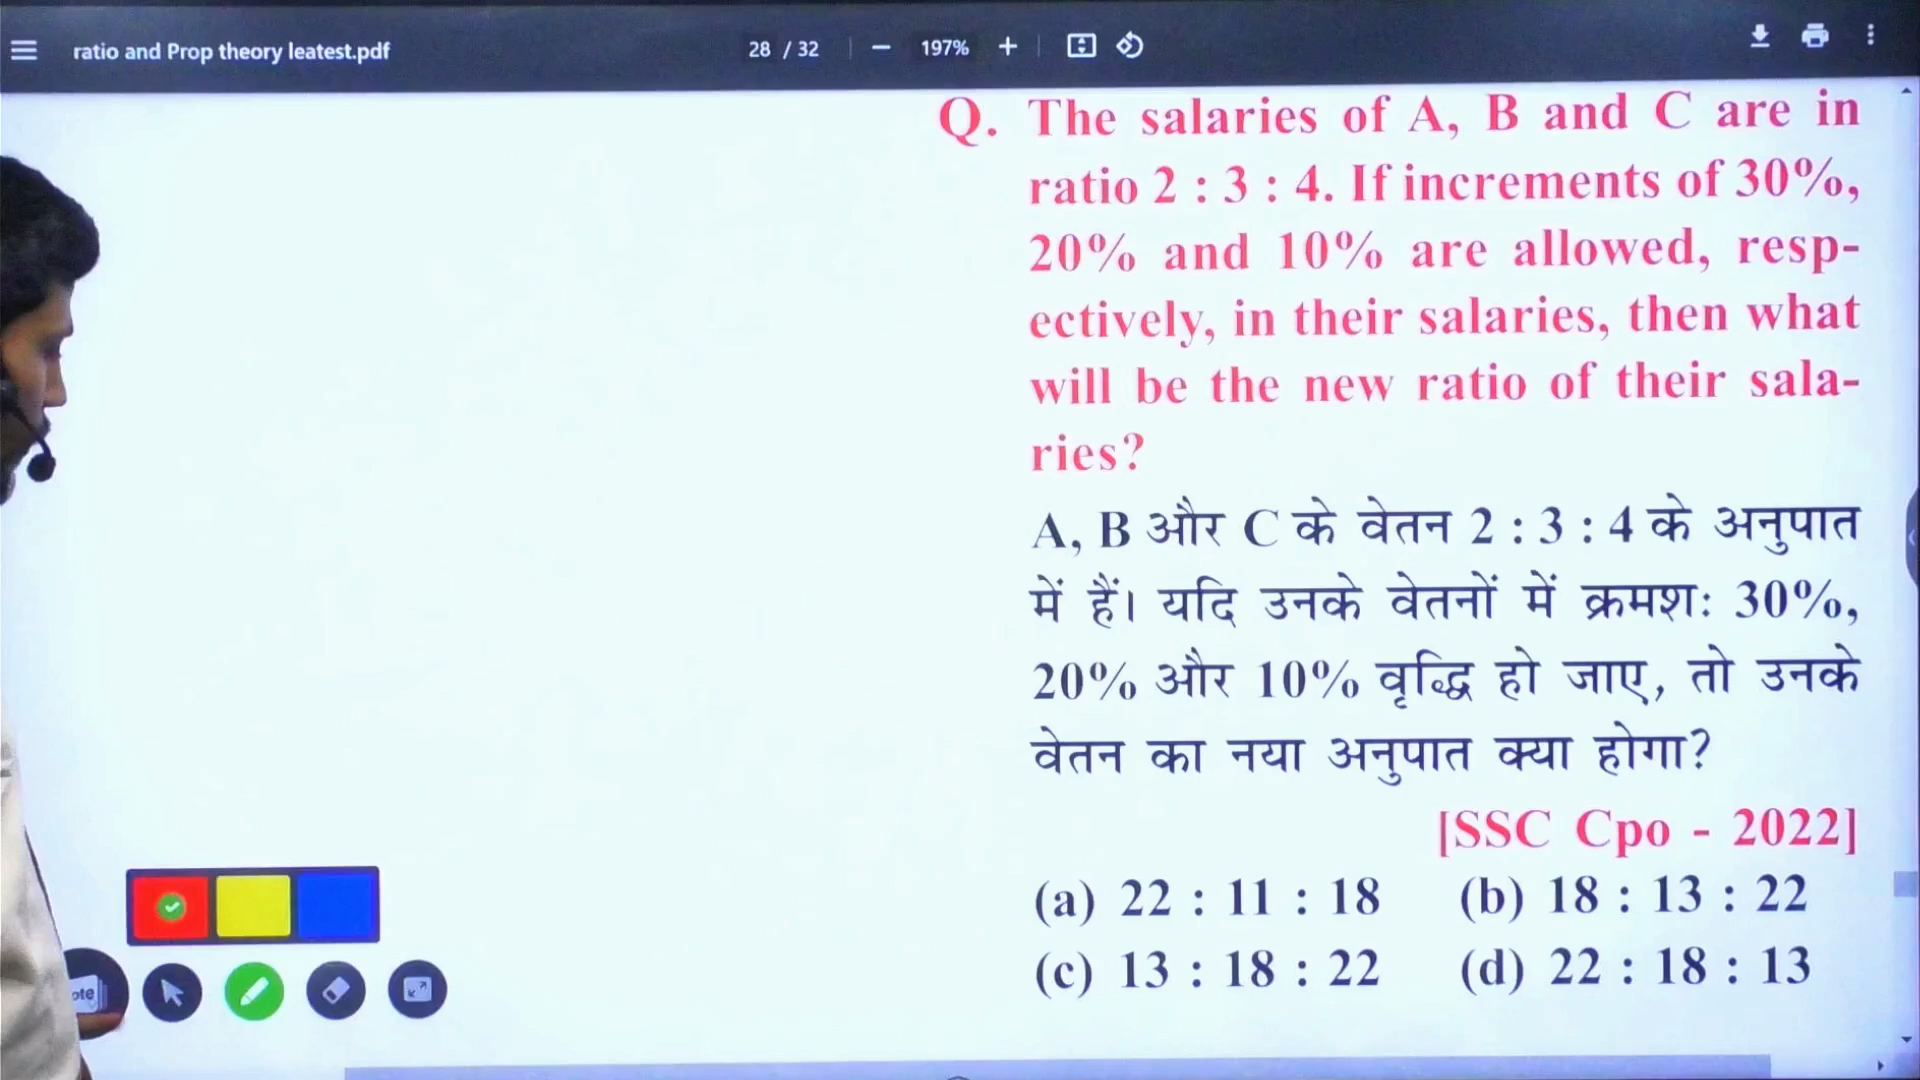 ratio and Prop theory leatest.pdf
28 / 32
197%
Q. The salaries of A, B and C are in
ratio 2 : 3 : 4. If increments of 30%,
20% and 10% are allowed, resp-
ectively, in their salaries, then what
will be the new ratio of their sala-
ries?
A, B और C के वेतन 2 : 3 : 4 के अनुपात
में हैं। यदि उनके वेतनों में क्रमशः 30%,
20% और 10% वृद्धि हो जाए, तो उनके
वेतन का नया अनुपात क्या होगा?
[SSC Cpo - 2022]
(a) 22 : 11 : 18 (b) 18 : 13 : 22
(c) 13 : 18 : 22 (d) 22 : 18 : 13